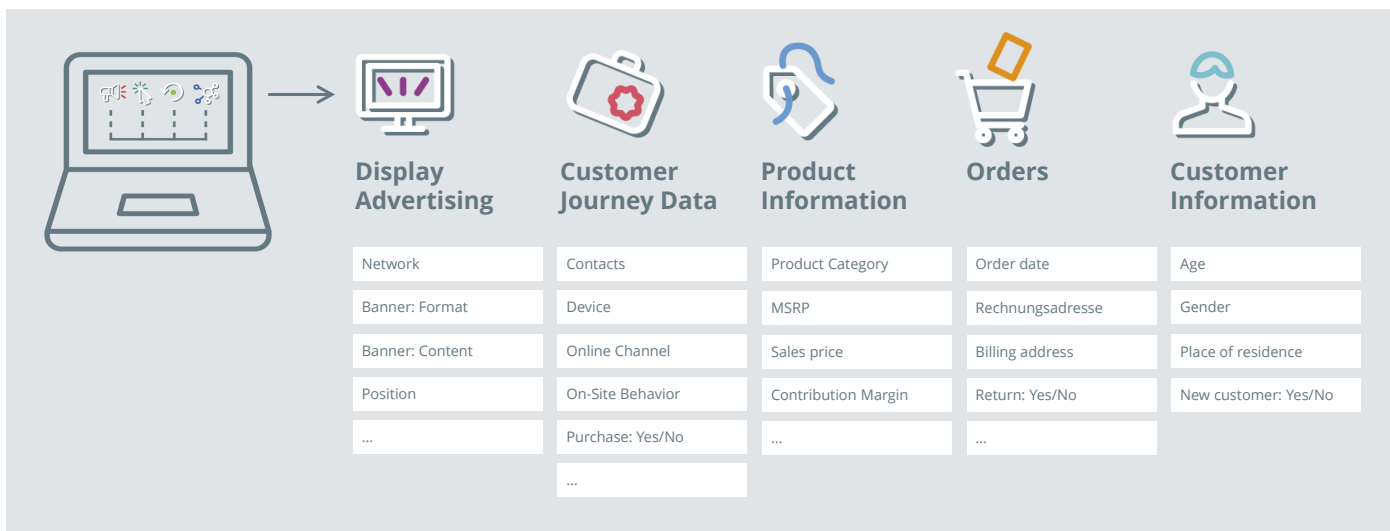 Display
Advertising
Network
Banner: Format
Banner: Content
Position
...
Customer
Journey Data
Contacts
Device
Online Channel
On-Site Behavior
Purchase: Yes/No
...
Product
Information
Product Category
MSRP
Sales price
Contribution Margin
...
Orders
Order date
Rechnungsadresse
Billing address
Return: Yes/No
...
Customer
Information
Age
Gender
Place of residence
New customer: Yes/No